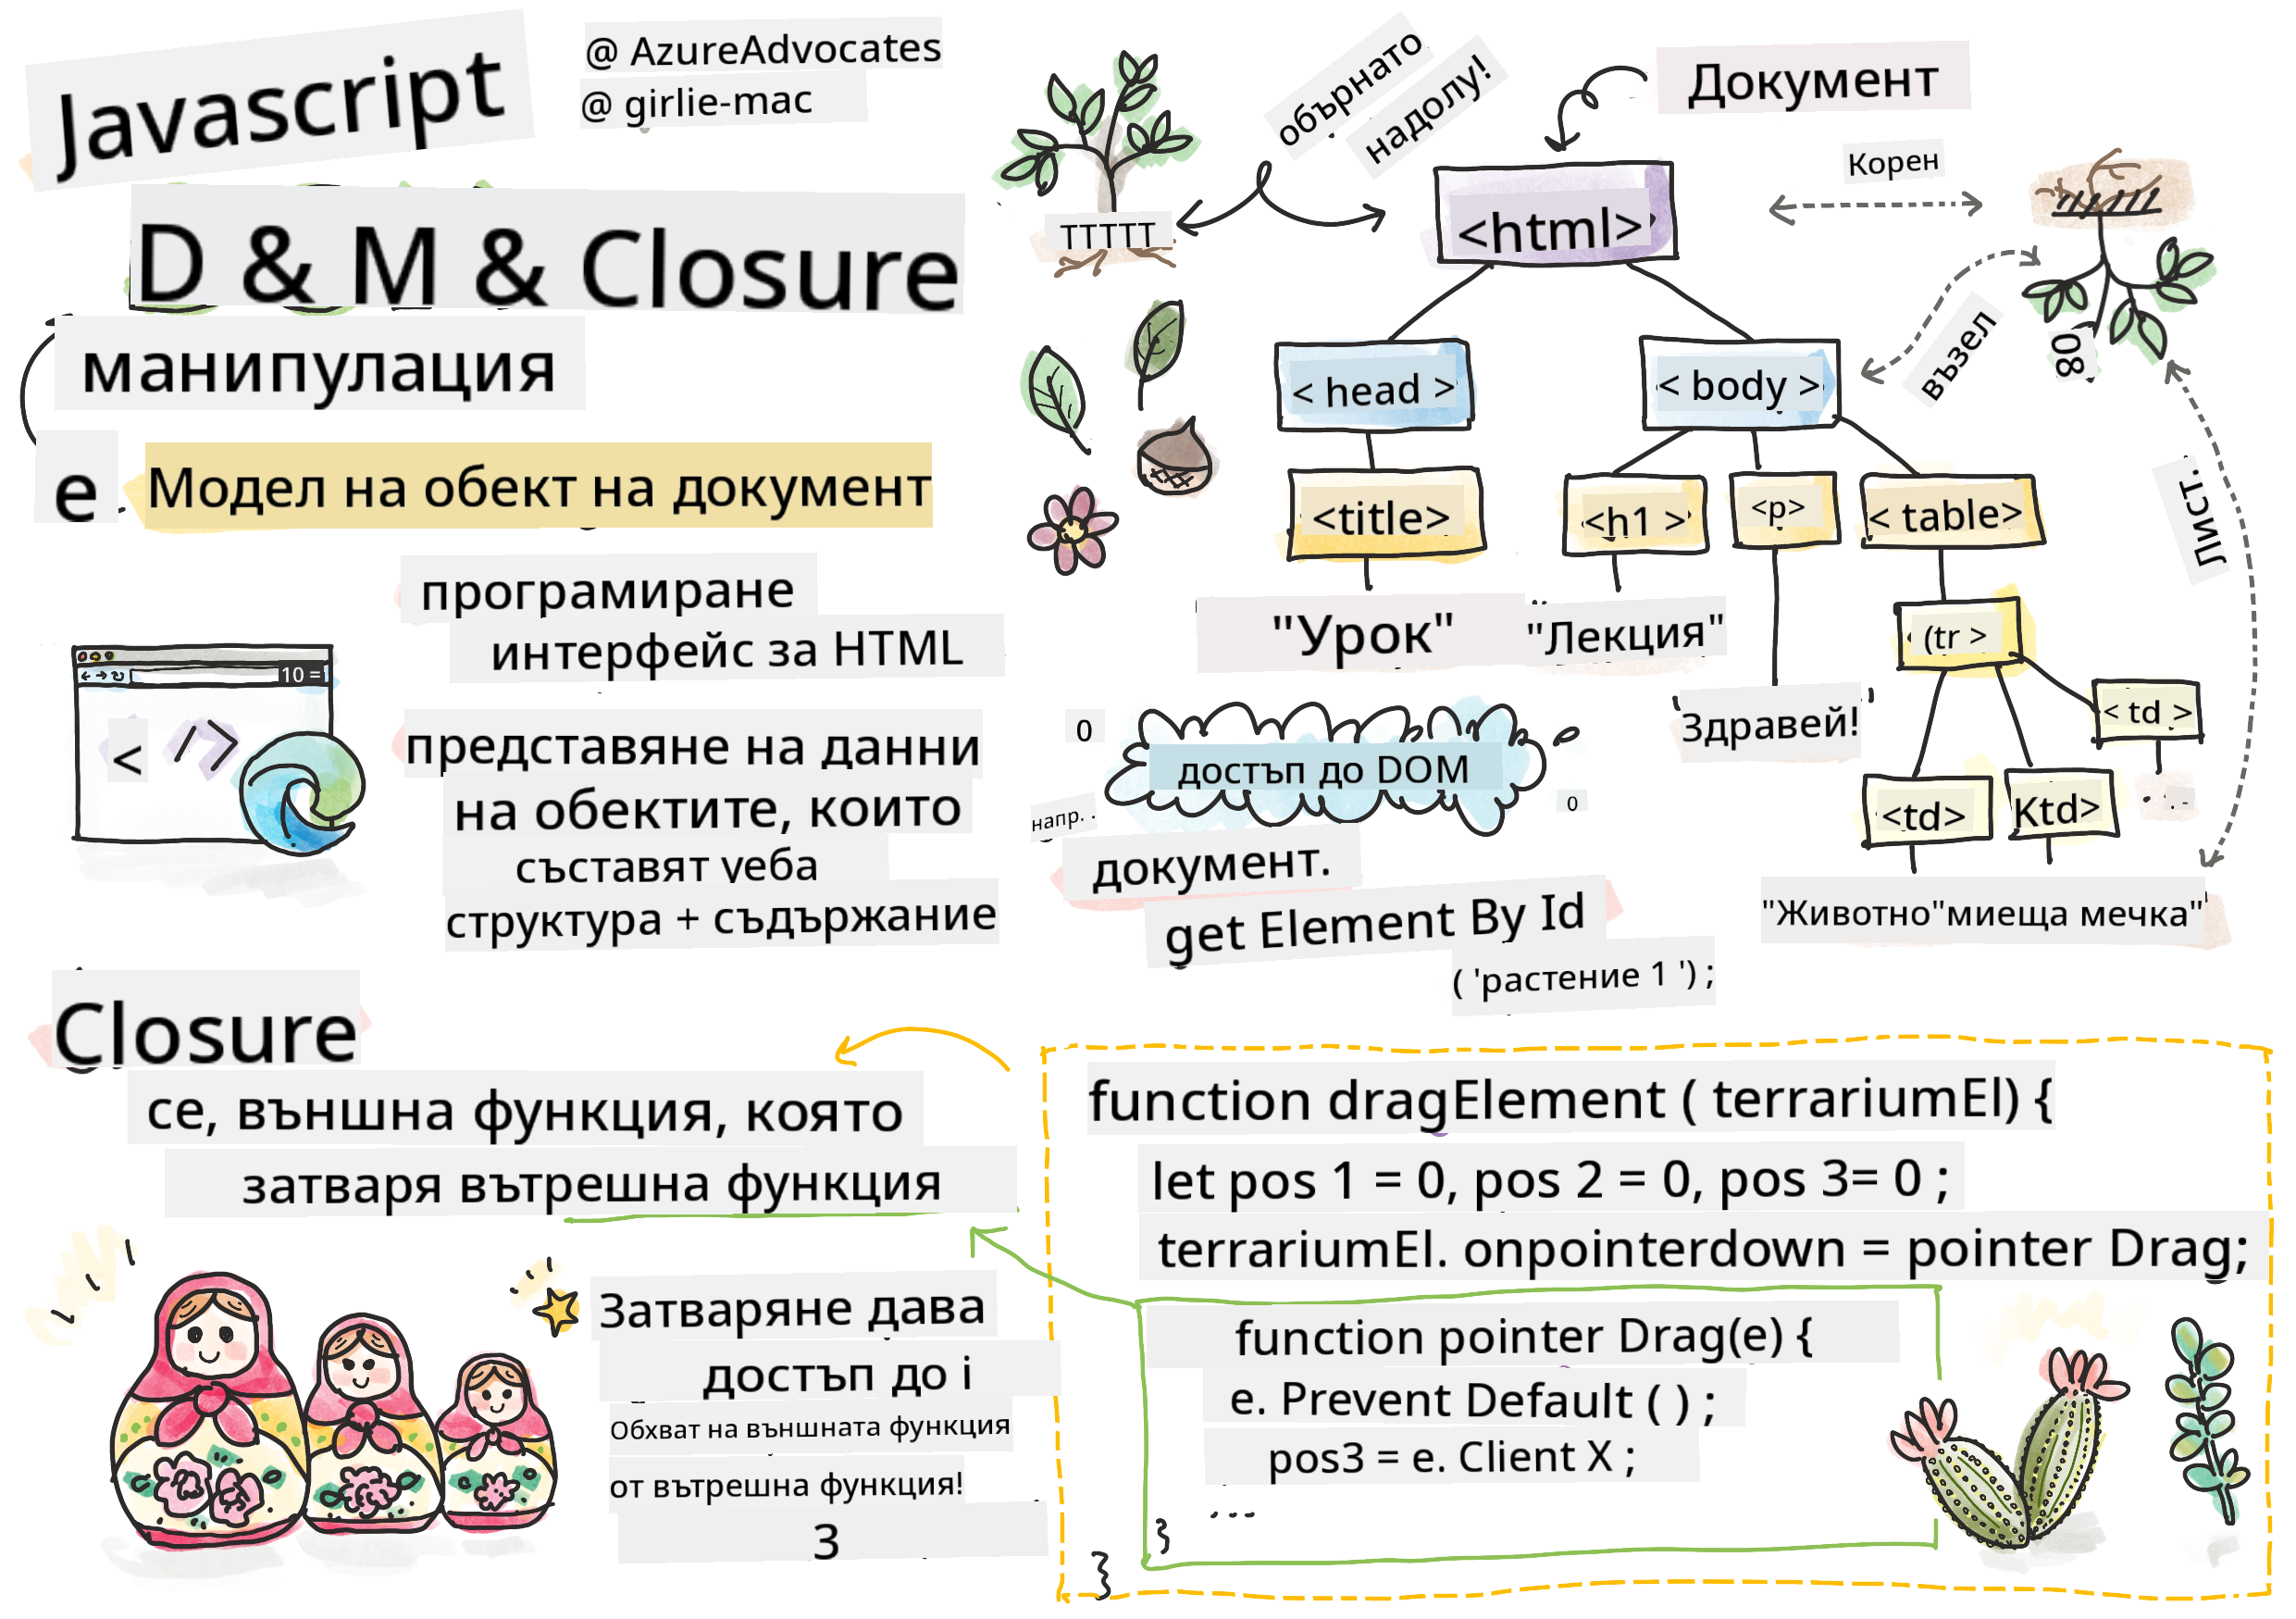 Javascript
@ AzureAdvocates
@ girlie-mac
D & M & Closure
манипулация
е Модел на обект на документ
програмиране
интерфейс за HTML
10 =
< />
представяне на данни
на обектите, които
съставят уеба
структура + съдържание
обърнато
надолу!
Документ
ТТТТТ
<html>
Корен
възел
08
Лист.
< head >
< body >
<title>
<h1 >
<p>
< table>
"Урок"
"Лекция"
(tr >
Здравей!
< td >
<td>
Ktd>
"Животно"миеща мечка"
0
достъп до DOM
0
напр. .
документ.
get Element By Id
( 'растение 1 ') ;
Closure
се, външна функция, която
затваря вътрешна функция
Затваряне дава
достъп до i
Обхват на външната функция
от вътрешна функция!
3
function dragElement ( terrariumEl) {
let pos 1 = 0, pos 2 = 0, pos 3= 0 ;
terrariumEl. onpointerdown = pointer Drag;
function pointer Drag(e) {
e. Prevent Default ( ) ;
pos3 = e. Client X ;
...
}
}